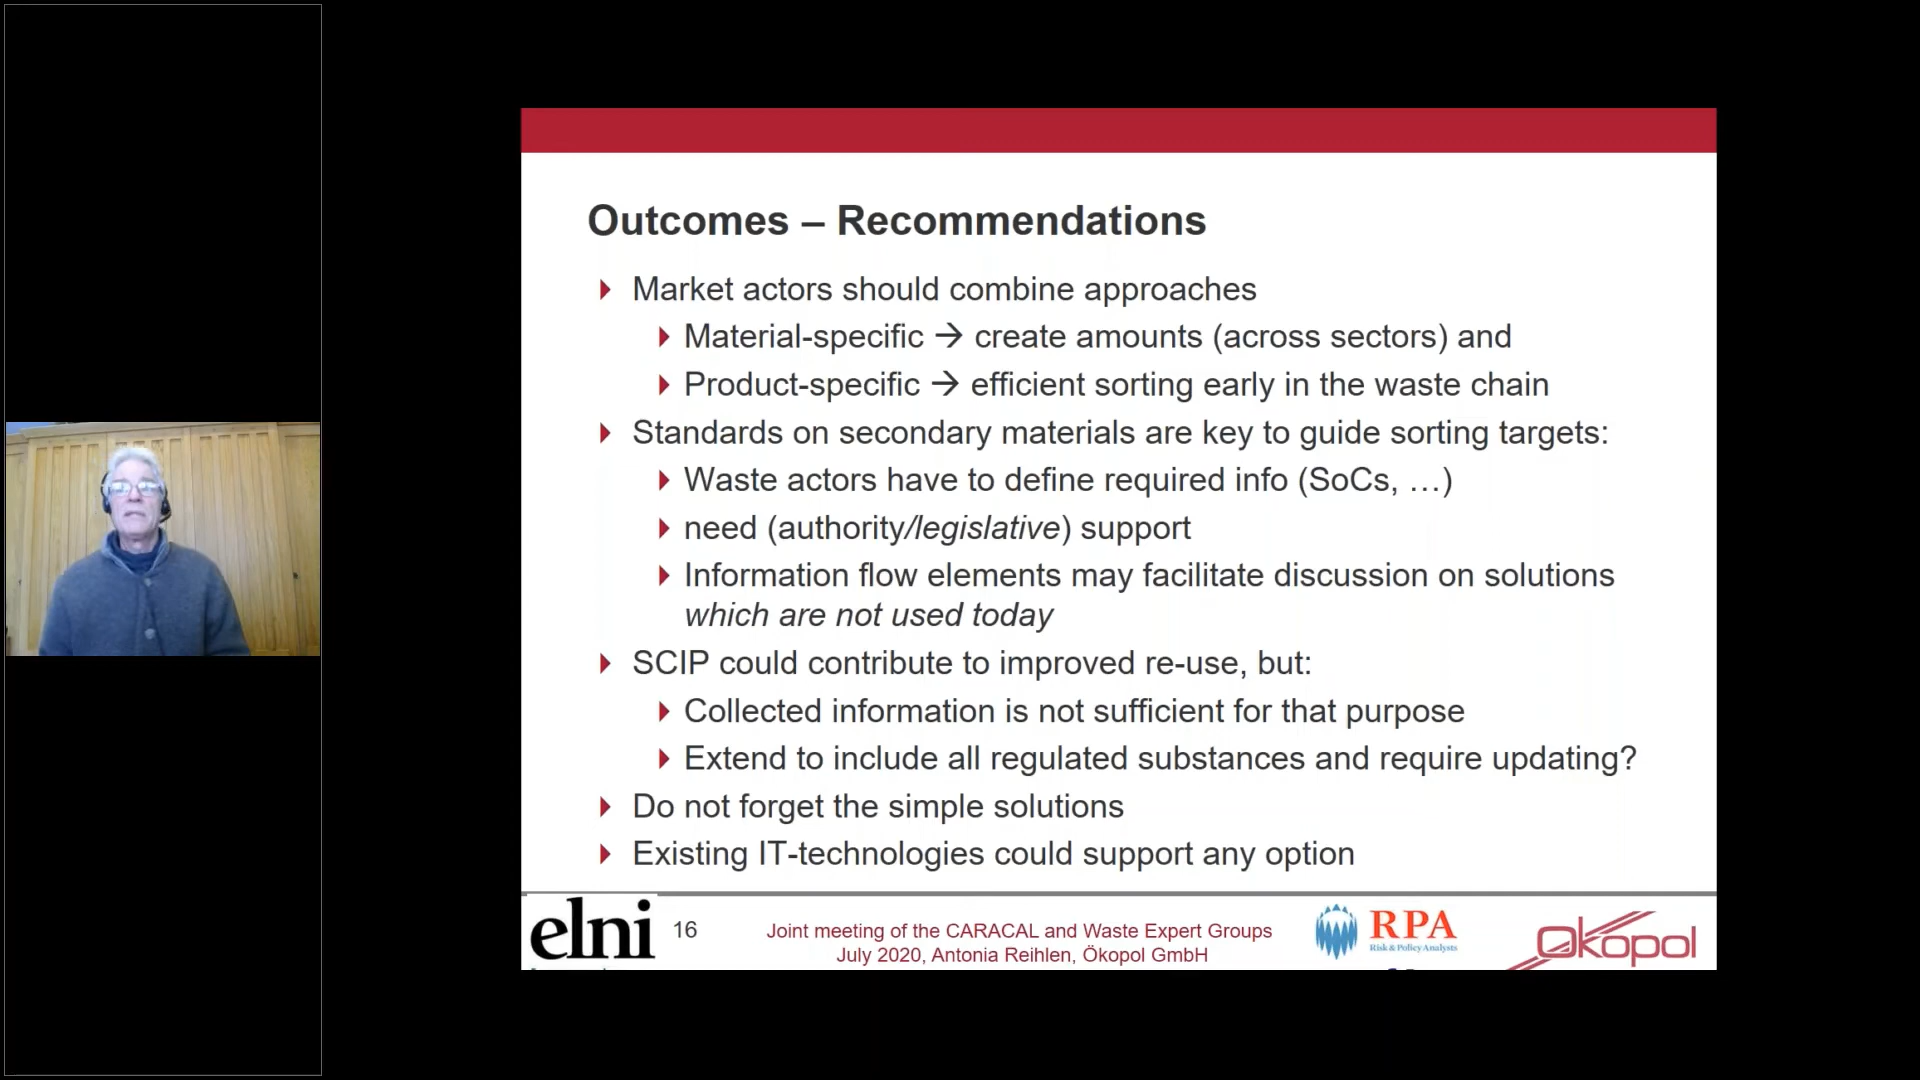 Outcomes – Recommendations
Market actors should combine approaches
Material-specific → create amounts (across sectors) and
Product-specific → efficient sorting early in the waste chain
Standards on secondary materials are key to guide sorting targets:
Waste actors have to define required info (SoCs, …)
need (authority/legislative) support
Information flow elements may facilitate discussion on solutions
which are not used today
SCIP could contribute to improved re-use, but:
Collected information is not sufficient for that purpose
Extend to include all regulated substances and require updating?
Do not forget the simple solutions
Existing IT-technologies could support any option
elni
16
Joint meeting of the CARACAL and Waste Expert Groups
July 2020, Antonia Reihlen, Ökopol GmbH
RPA
Risk & Policy Analysts
Ökopol